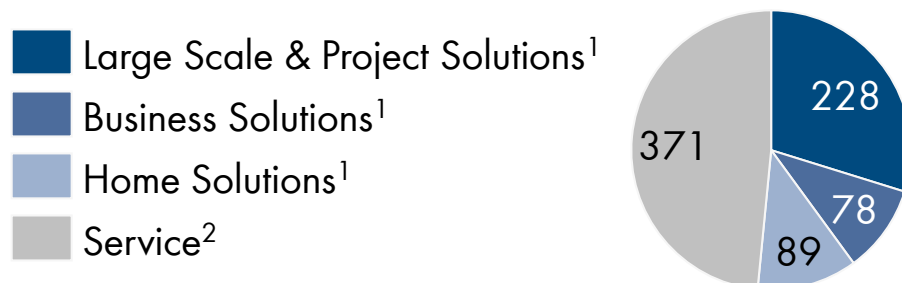 Large Scale & Project Solutions¹
Business Solutions¹
Home Solutions¹
Service²
228
371
78
89